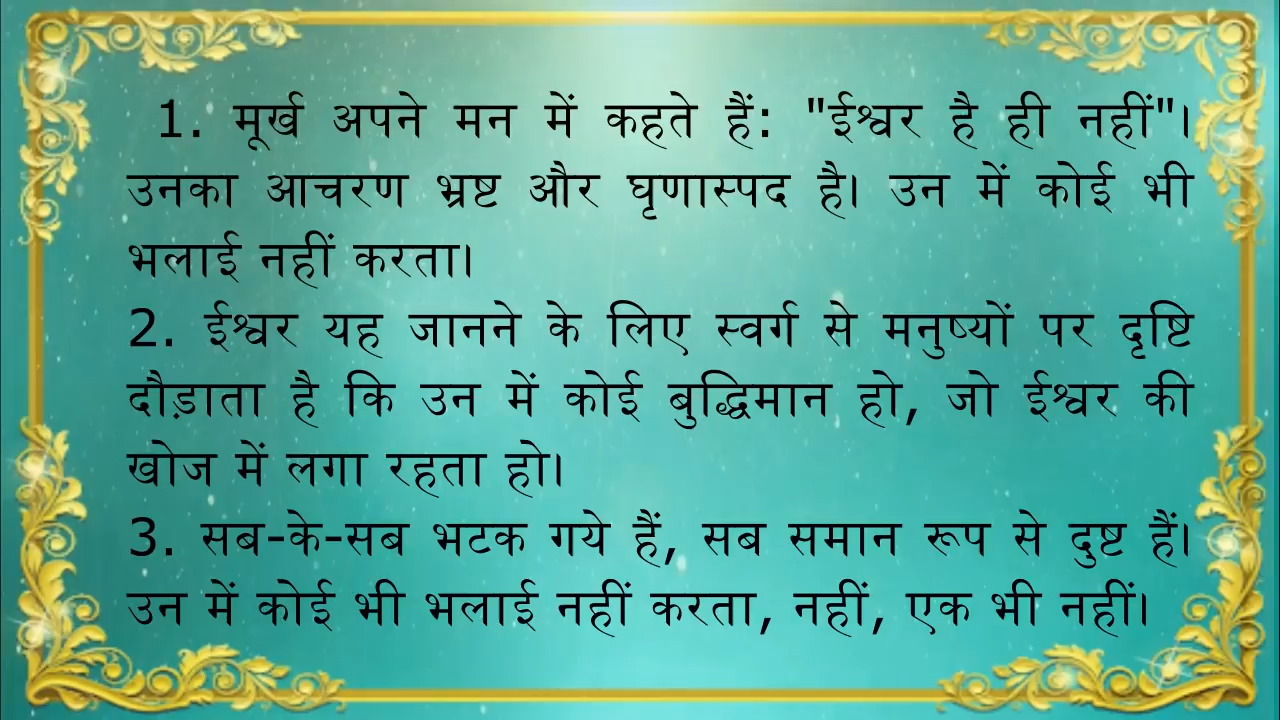 1. मूर्ख अपने मन में कहते हैं: "ईश्वर है ही नहीं"।
उनका आचरण भ्रष्ट और घृणास्पद है। उन में कोई भी
भलाई नहीं करता।
2. ईश्वर यह जानने के लिए स्वर्ग से मनुष्यों पर दृष्टि
दौड़ाता है कि उन में कोई बुद्धिमान हो, जो ईश्वर की
खोज में लगा रहता हो।
3. सब-के-सब भटक गये हैं, सब समान रूप से दुष्ट हैं।
उन में कोई भी भलाई नहीं करता, नहीं, एक भी नहीं।